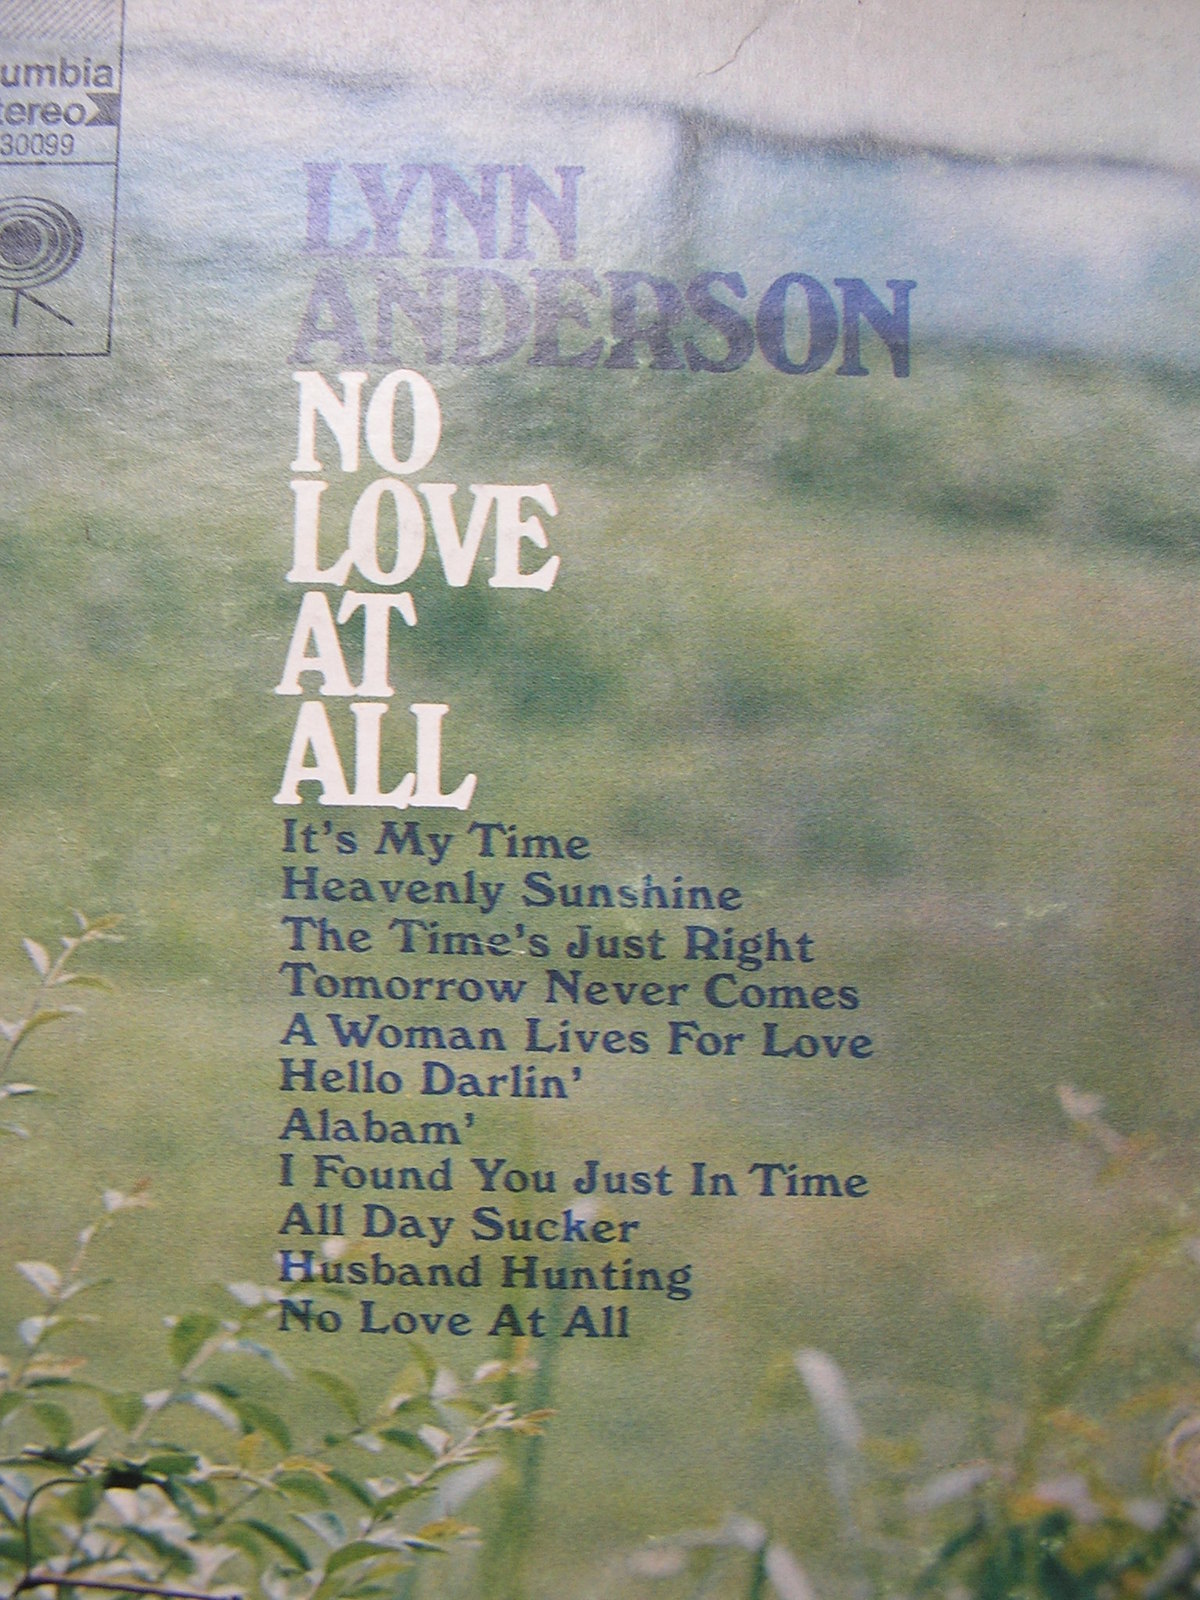 umbia
tereo
30099
LYNN
ANDERSON
NO
LOVE
AT
ALL
It's My Time
Heavenly Sunshine
The Time's Just Right
Tomorrow Never Comes
A Woman Lives For Love
Hello Darlin'
Alabam'
I Found You Just In Time
All Day Sucker
Husband Hunting
No Love At All